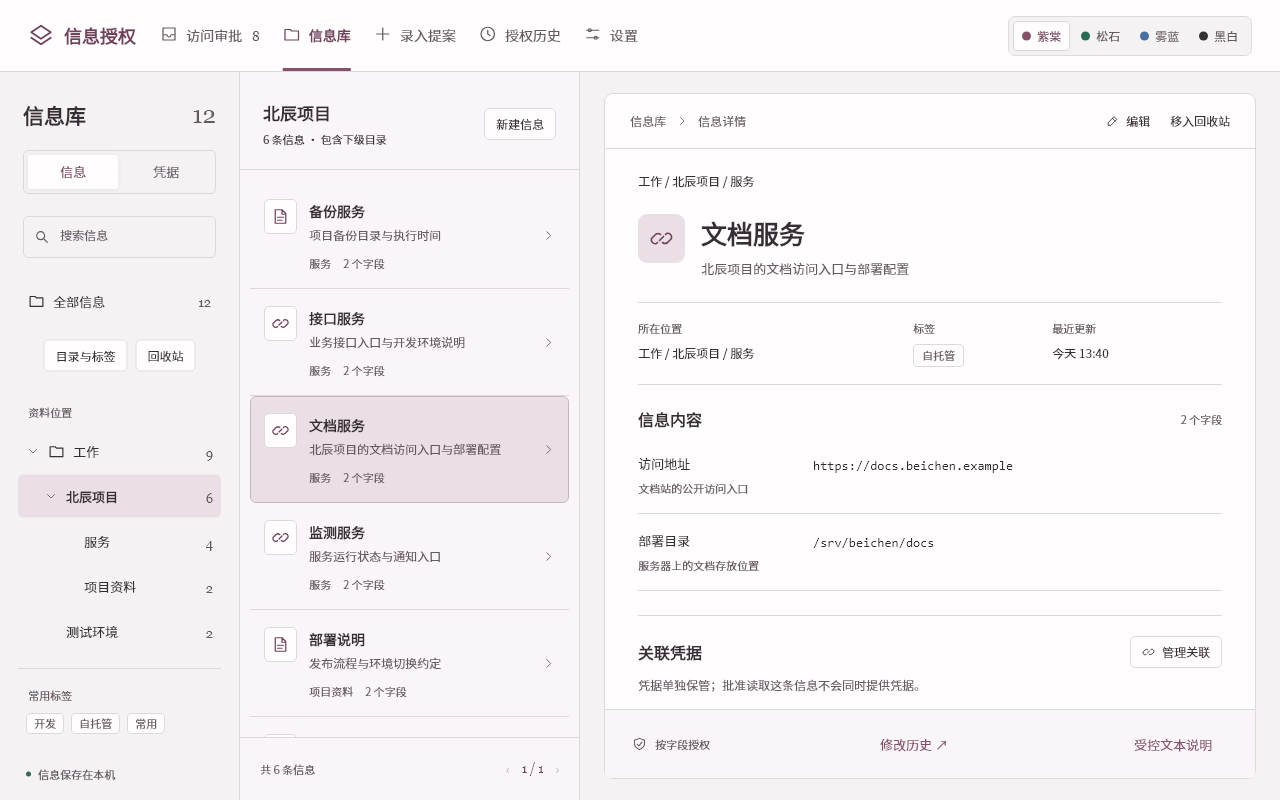 信息授权
访问审批 8
信息库
录入提案
授权历史
设置
紫棠
松石
雾蓝
黑白
信息库 12
信息
凭据
搜索信息
全部信息 12
目录与标签
回收站
资料位置
工作 9
北辰项目 6
服务 4
项目资料 2
测试环境 2
常用标签
开发
自托管
常用
信息保存在本机
北辰项目
6 条信息 · 包含下级目录
新建信息
备份服务
项目备份目录与执行时间
服务 2 个字段
接口服务
业务接口入口与开发环境说明
服务 2 个字段
文档服务
北辰项目的文档访问入口与部署配置
服务 2 个字段
监测服务
服务运行状态与通知入口
服务 2 个字段
部署说明
发布流程与环境切换约定
项目资料 2 个字段
共 6 条信息
‹ 1 / 1 ›
信息库 > 信息详情
编辑
移入回收站
工作 / 北辰项目 / 服务
文档服务
北辰项目的文档访问入口与部署配置
所在位置
工作 / 北辰项目 / 服务
标签
自托管
最近更新
今天 13:40
信息内容
2 个字段
访问地址
https://docs.beichen.example
文档站的公开访问入口
部署目录
/srv/beichen/docs
服务器上的文档存放位置
关联凭据
管理关联
凭据单独保管；批准读取这条信息不会同时提供凭据。
按字段授权
修改历史 ↗
受控文本说明